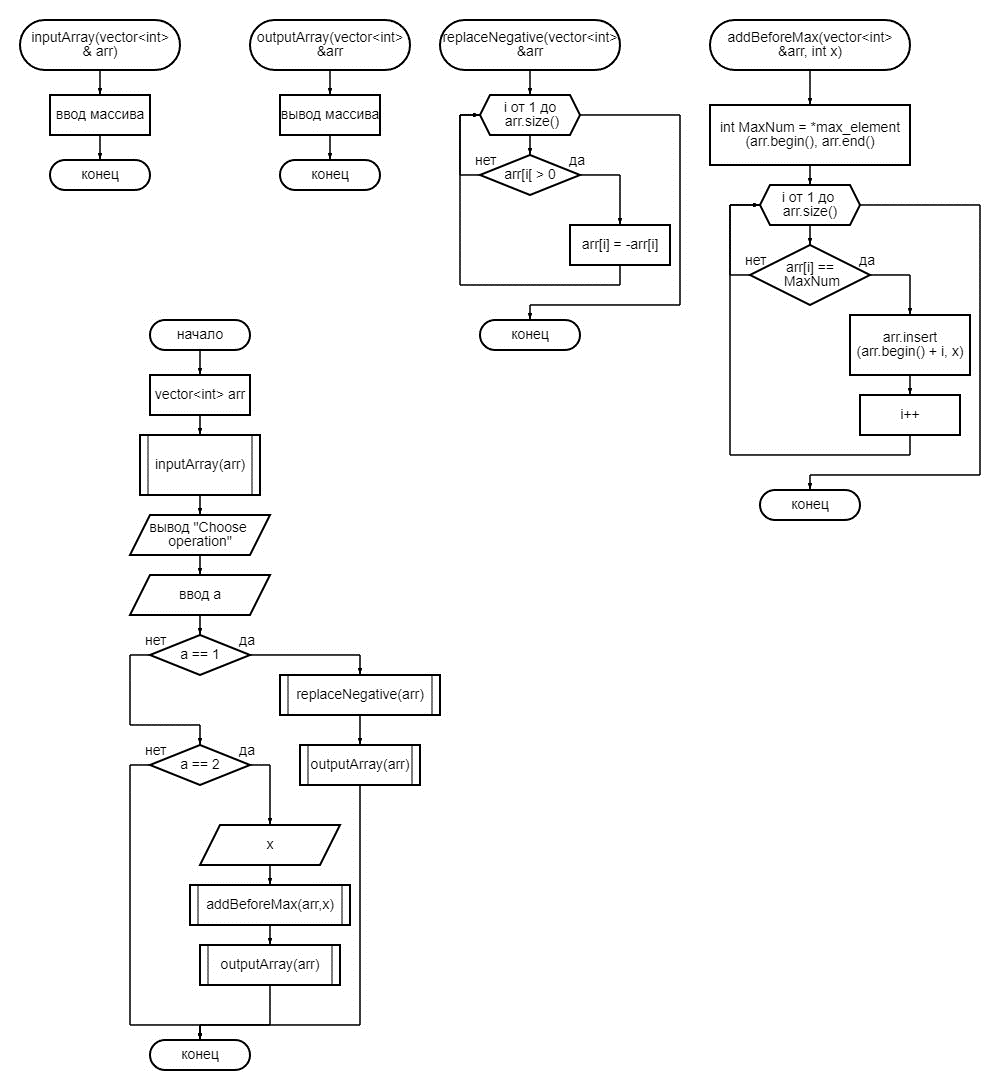 inputArray(vector<int>
& arr)
ввод массива
конец
outputArray(vector<int>
&arr
вывод массива
конец
replaceNegative(vector<int>
&arr
i от 1 до
arr.size()
нет
да
arr[i[ > 0
arr[i] = -arr[i]
конец
addBeforeMax(vector<int>
&arr, int x)
int MaxNum = *max_element
(arr.begin(), arr.end()
i от 1 до
arr.size()
нет
да
arr[i] ==
MaxNum
arr.insert
(arr.begin() + i, x)
i++
конец
начало
vector<int> arr
inputArray(arr)
вывод "Choose
operation"
ввод a
нет
да
a == 1
replaceNegative(arr)
outputArray(arr)
нет
да
a == 2
x
addBeforeMax(arr,x)
outputArray(arr)
конец